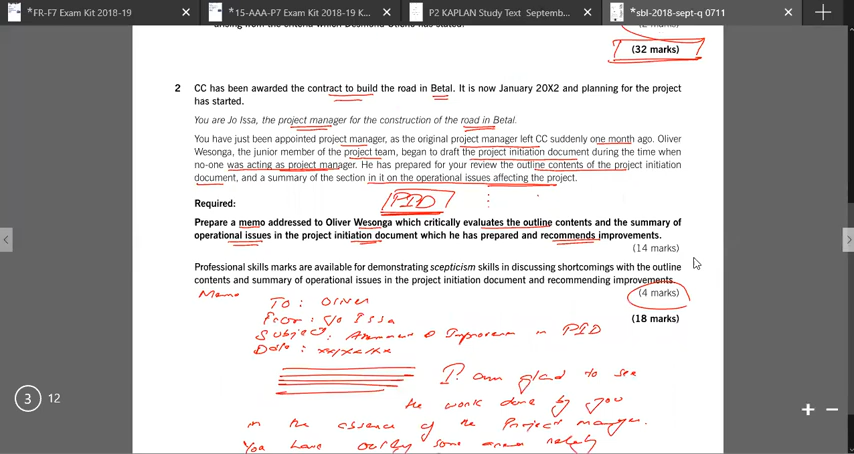 *FR-F7 Exam Kit 2018-19
*15-AAA-P7 Exam Kit 2018-19 K...
P2 KAPLAN Study Text Septemb...
*sbl-2018-sept-q 0711
(32 marks)
2 CC has been awarded the contract to build the road in Betal. It is now January 20X2 and planning for the project
has started.
You are Jo Issa, the project manager for the construction of the road in Betal.
You have just been appointed project manager, as the original project manager left CC suddenly one month ago. Oliver
Wesonga, the junior member of the project team, began to draft the project initiation document during the time when
no-one was acting as project manager. He has prepared for your review the outline contents of the project initiation
document, and a summary of the section in it on the operational issues affecting the project.
PID
Required:
Prepare a memo addressed to Oliver Wesonga which critically evaluates the outline contents and the summary of
operational issues in the project initiation document which he has prepared and recommends improvements.
(14 marks)
Professional skills marks are available for demonstrating scepticism skills in discussing shortcomings with the outline
contents and summary of operational issues in the project initiation document and recommending improvements.
(4 marks)
Memo
To: Oliver
(18 marks)
From: Jo Issa
Subject: in PID
Date: xx/xx/xx
I am glad to see
the work done by you
in the of the Project manager.
You have some
3 12